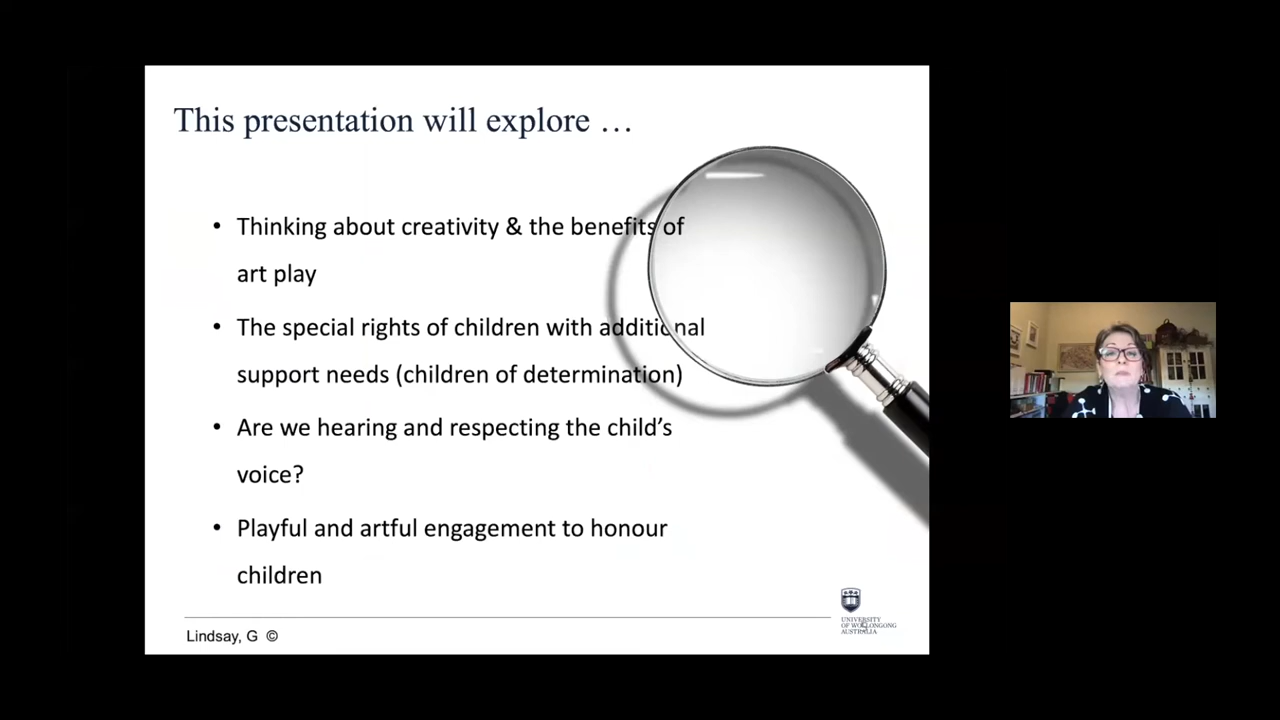 This presentation will explore …
• Thinking about creativity & the benefits of
art play
• The special rights of children with additional
support needs (children of determination)
• Are we hearing and respecting the child’s
voice?
• Playful and artful engagement to honour
children
Lindsay, G ©
UNIVERSITY
OF WOLLONGONG
AUSTRALIA